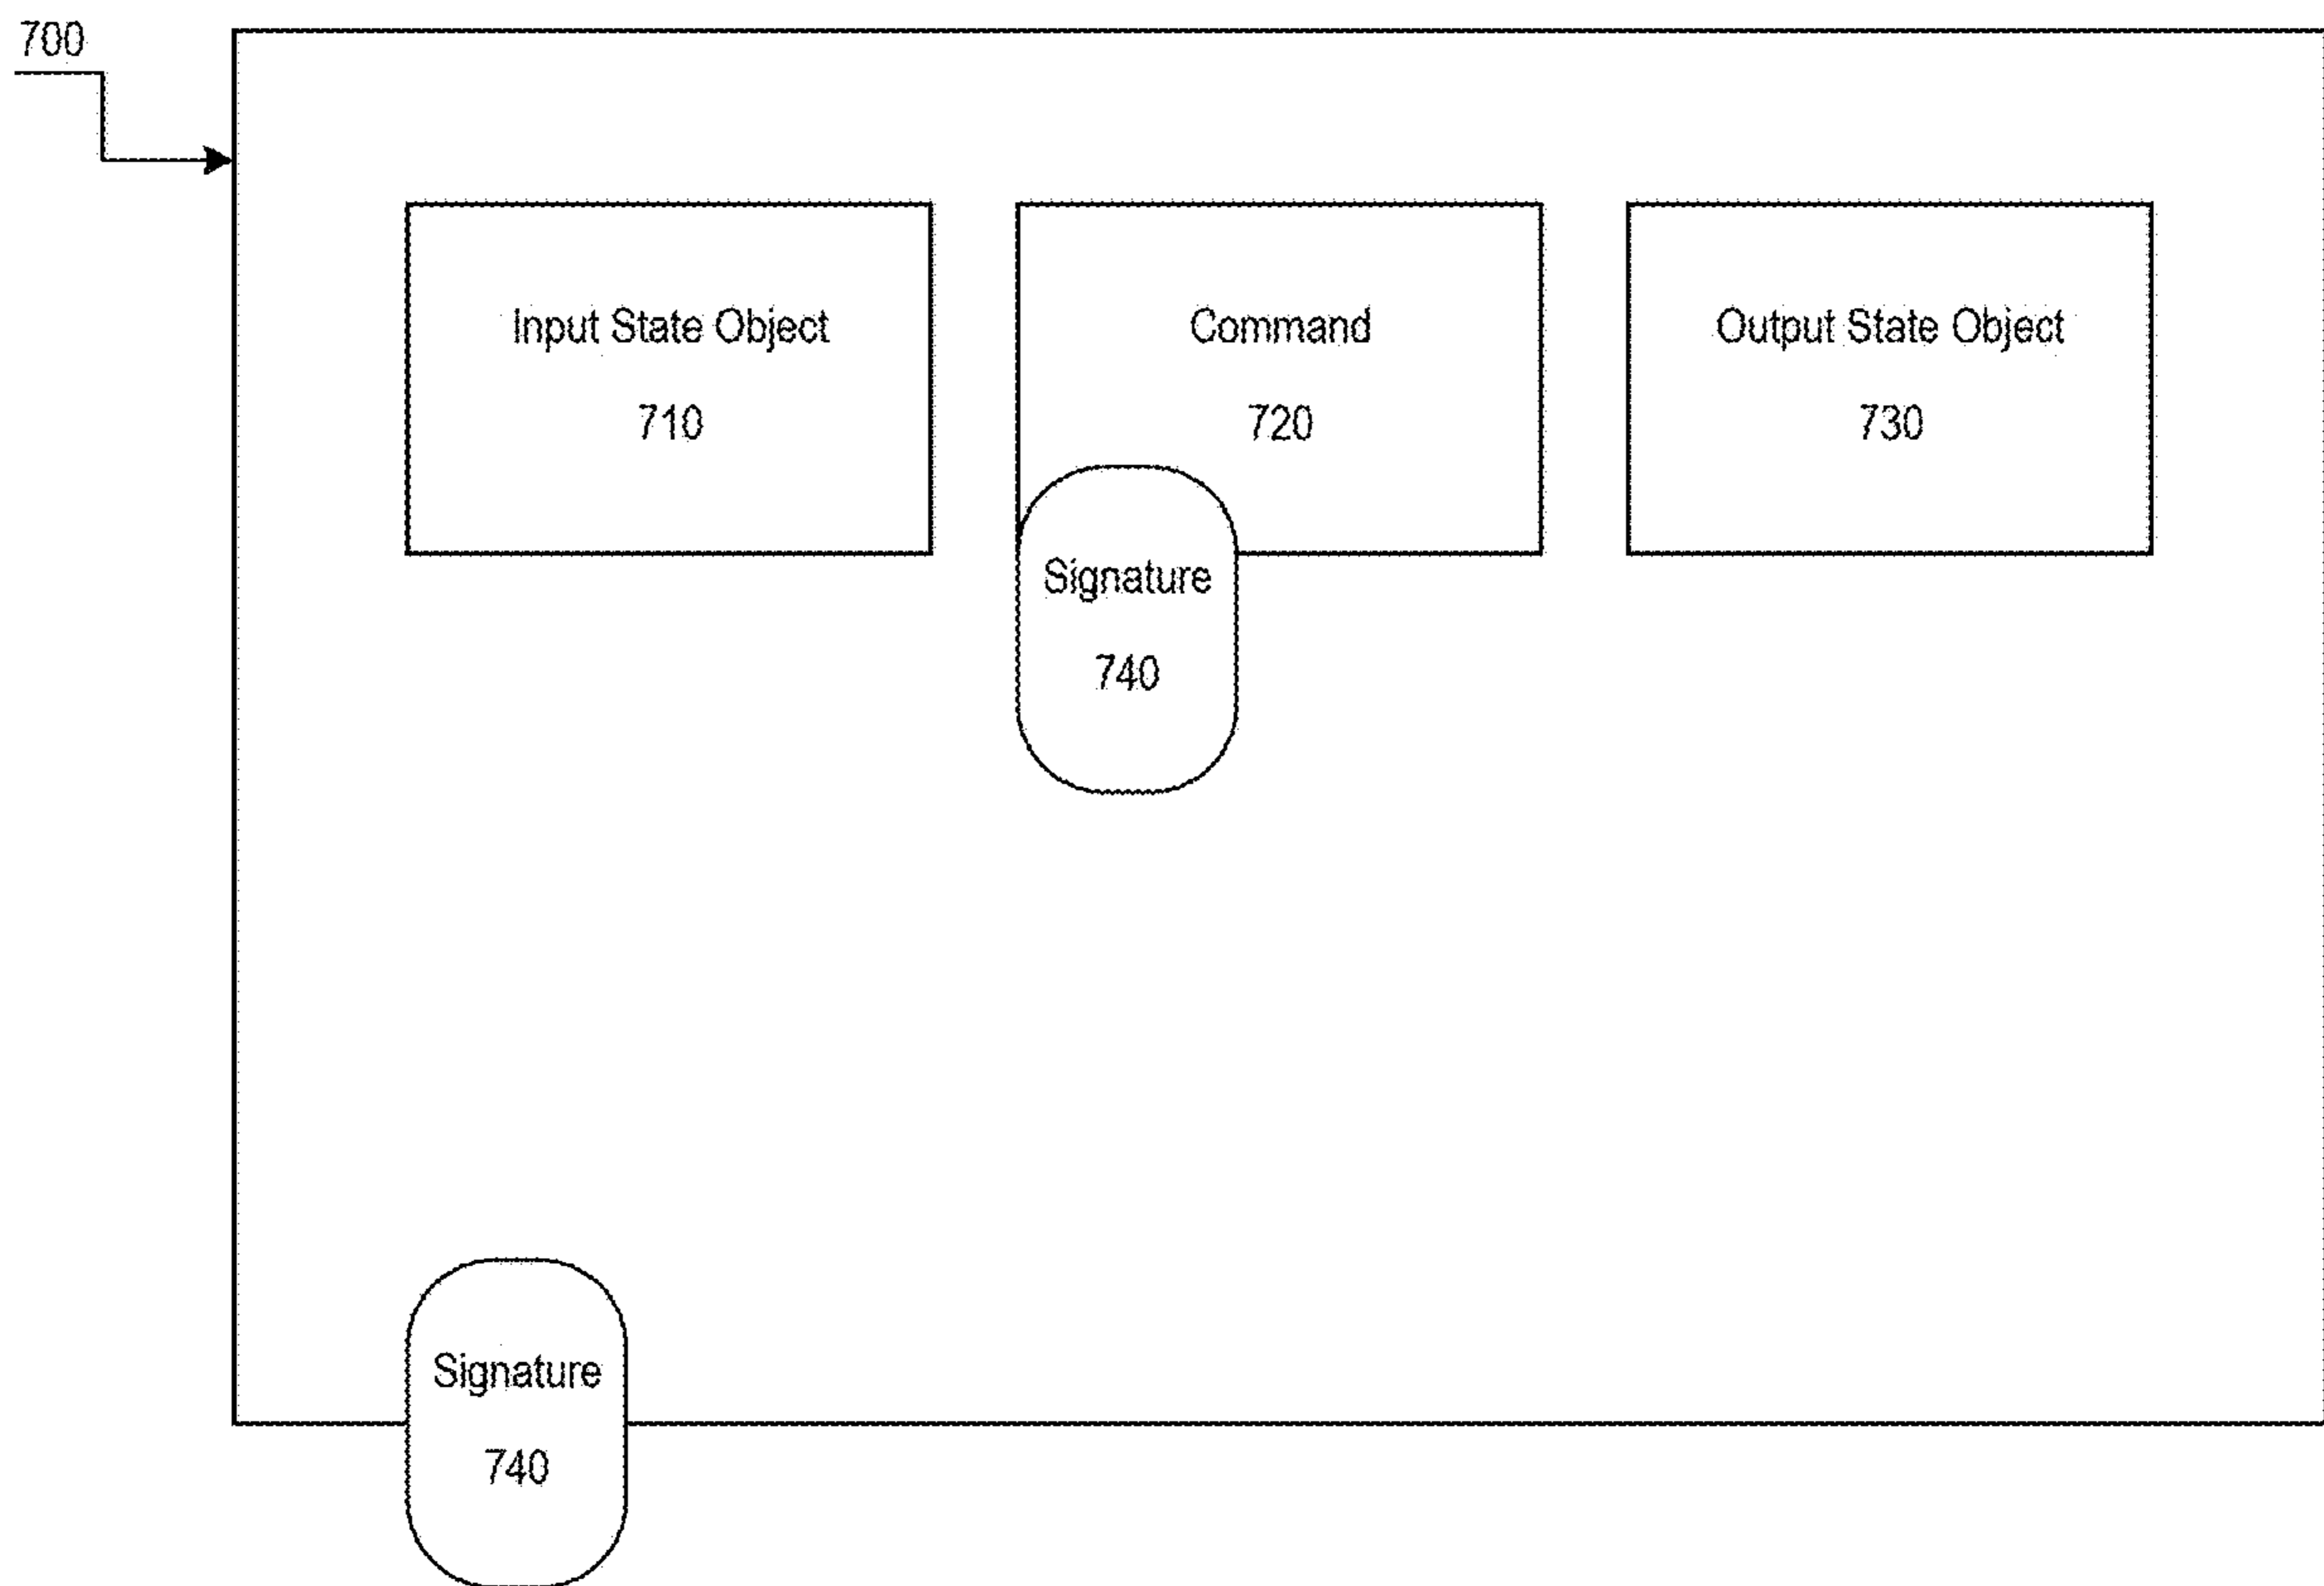 700
Input State Object
710
Command
720
Output State Object
730
Signature
740
Signature
740